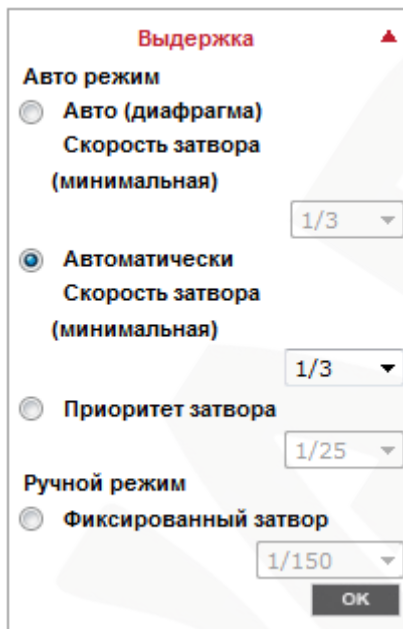 Выдержка
Авто режим
Авто (диафрагма)
Скорость затвора
(минимальная)
1/3
Автоматически
Скорость затвора
(минимальная)
1/3
Приоритет затвора
1/25
Ручной режим
Фиксированный затвор
1/150
OK